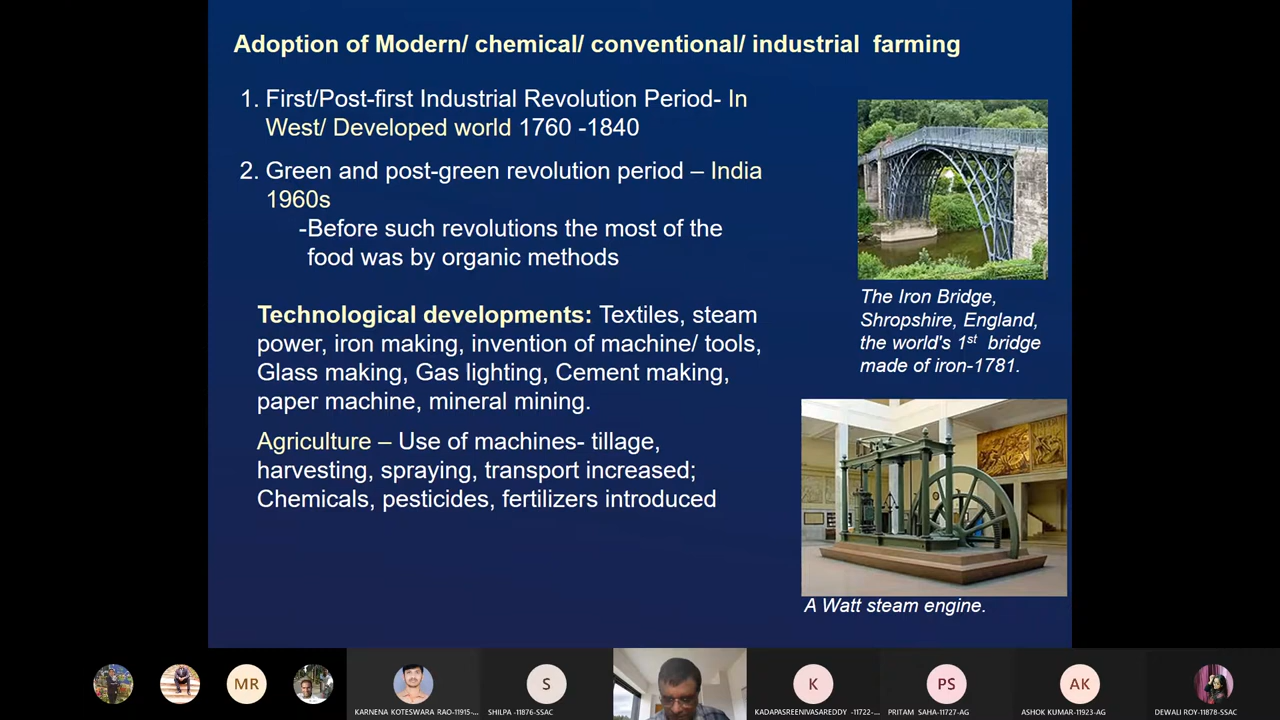 Adoption of Modern/ chemical/ conventional/ industrial farming
1. First/Post-first Industrial Revolution Period- In
West/ Developed world 1760 -1840
2. Green and post-green revolution period – India
1960s
-Before such revolutions the most of the
food was by organic methods
Technological developments: Textiles, steam
power, iron making, invention of machine/ tools,
Glass making, Gas lighting, Cement making,
paper machine, mineral mining.
Agriculture – Use of machines- tillage,
harvesting, spraying, transport increased;
Chemicals, pesticides, fertilizers introduced
The Iron Bridge,
Shropshire, England,
the world's 1st bridge
made of iron-1781.
A Watt steam engine.
MR
S
K
PS
AK
KARNENA KOTESWARA RAO-11915-...
SHILPA -11876-SSAC
KADAPASREENIVASAREDDY -11722-...
PRITAM SAHA-11727-AG
ASHOK KUMAR-11923-AG
DEWALI ROY-11878-SSAC